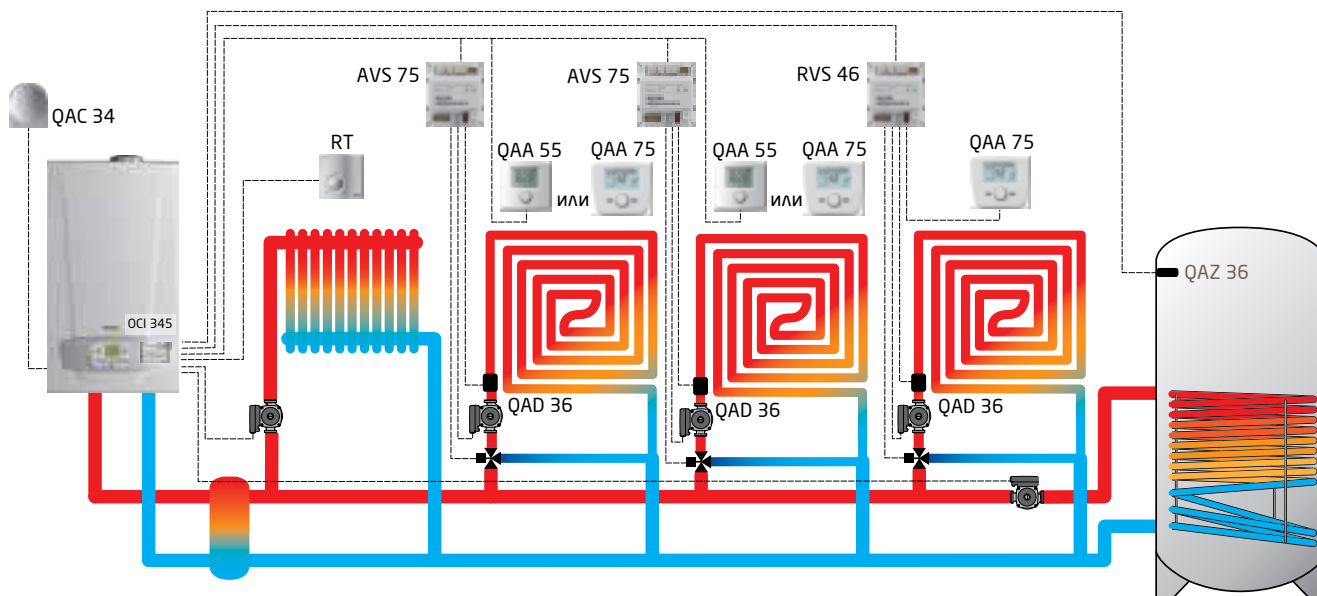 AVS 75
AVS 75
RVS 46
QAC 34
RT
QAA 55
QAA 75
QAA 55
QAA 75
QAA 75
или
или
QAZ 36
OCI 345
QAD 36
QAD 36
QAD 36